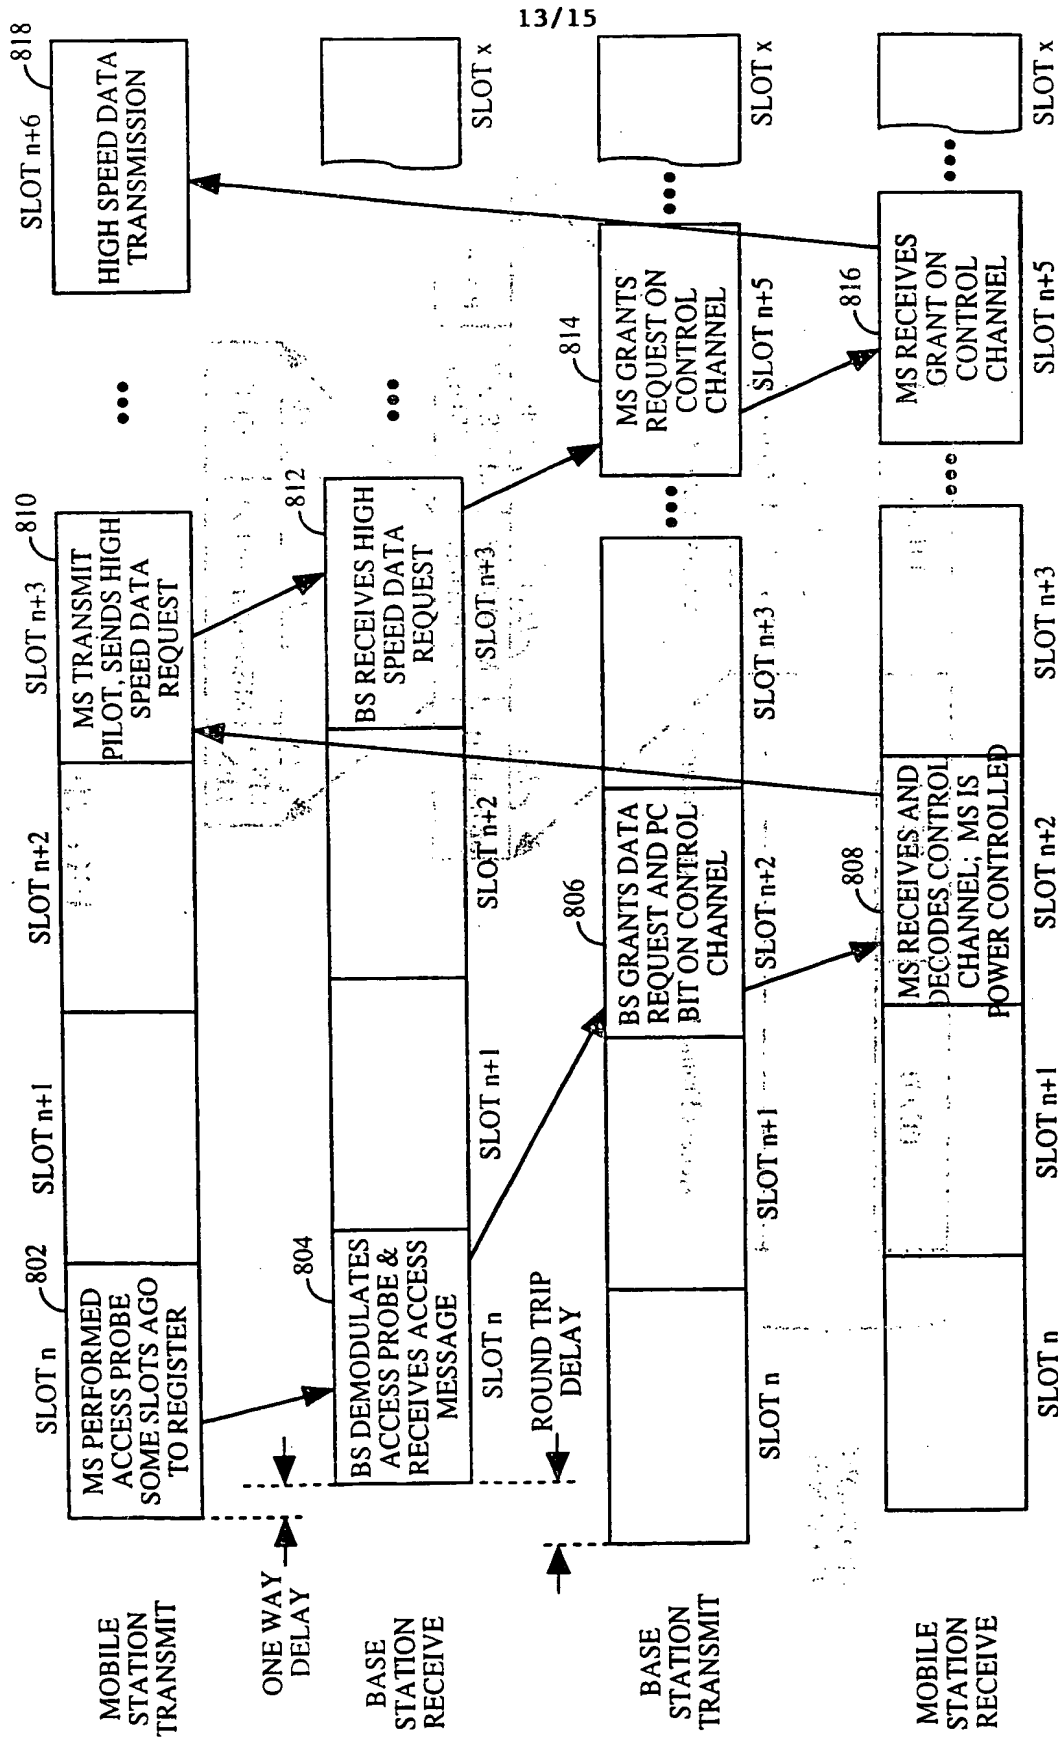 13/15
SLOT n
SLOT n+1
SLOT n+2
SLOT n+3
SLOT n+6
802
810
818
MOBILE
STATION
TRANSMIT
MS PERFORMED
ACCESS PROBE
SOME SLOTS AGO
TO REGISTER
MS TRANSMIT
PILOT, SENDS HIGH
SPEED DATA
REQUEST
•••
HIGH SPEED DATA
TRANSMISSION
ONE WAY
DELAY
804
812
BASE
STATION
RECEIVE
BS DEMODULATES
ACCESS PROBE &
RECEIVES ACCESS
MESSAGE
BS RECEIVES HIGH
SPEED DATA
REQUEST
•••
SLOT n
SLOT n+1
SLOT n+2
SLOT n+3
SLOT x
ROUND TRIP
DELAY
806
814
BASE
STATION
TRANSMIT
BS GRANTS DATA
REQUEST AND PC
BIT ON CONTROL
CHANNEL
•••
MS GRANTS
REQUEST ON
CONTROL
CHANNEL
•••
SLOT n
SLOT n+1
SLOT n+2
SLOT n+3
SLOT n+5
SLOT x
808
816
MOBILE
STATION
RECEIVE
MS RECEIVES AND
DECODES CONTROL
CHANNEL; MS IS
POWER CONTROLLED
•••
MS RECEIVES
GRANT ON
CONTROL
CHANNEL
•••
SLOT n
SLOT n+1
SLOT n+2
SLOT n+3
SLOT n+5
SLOT x